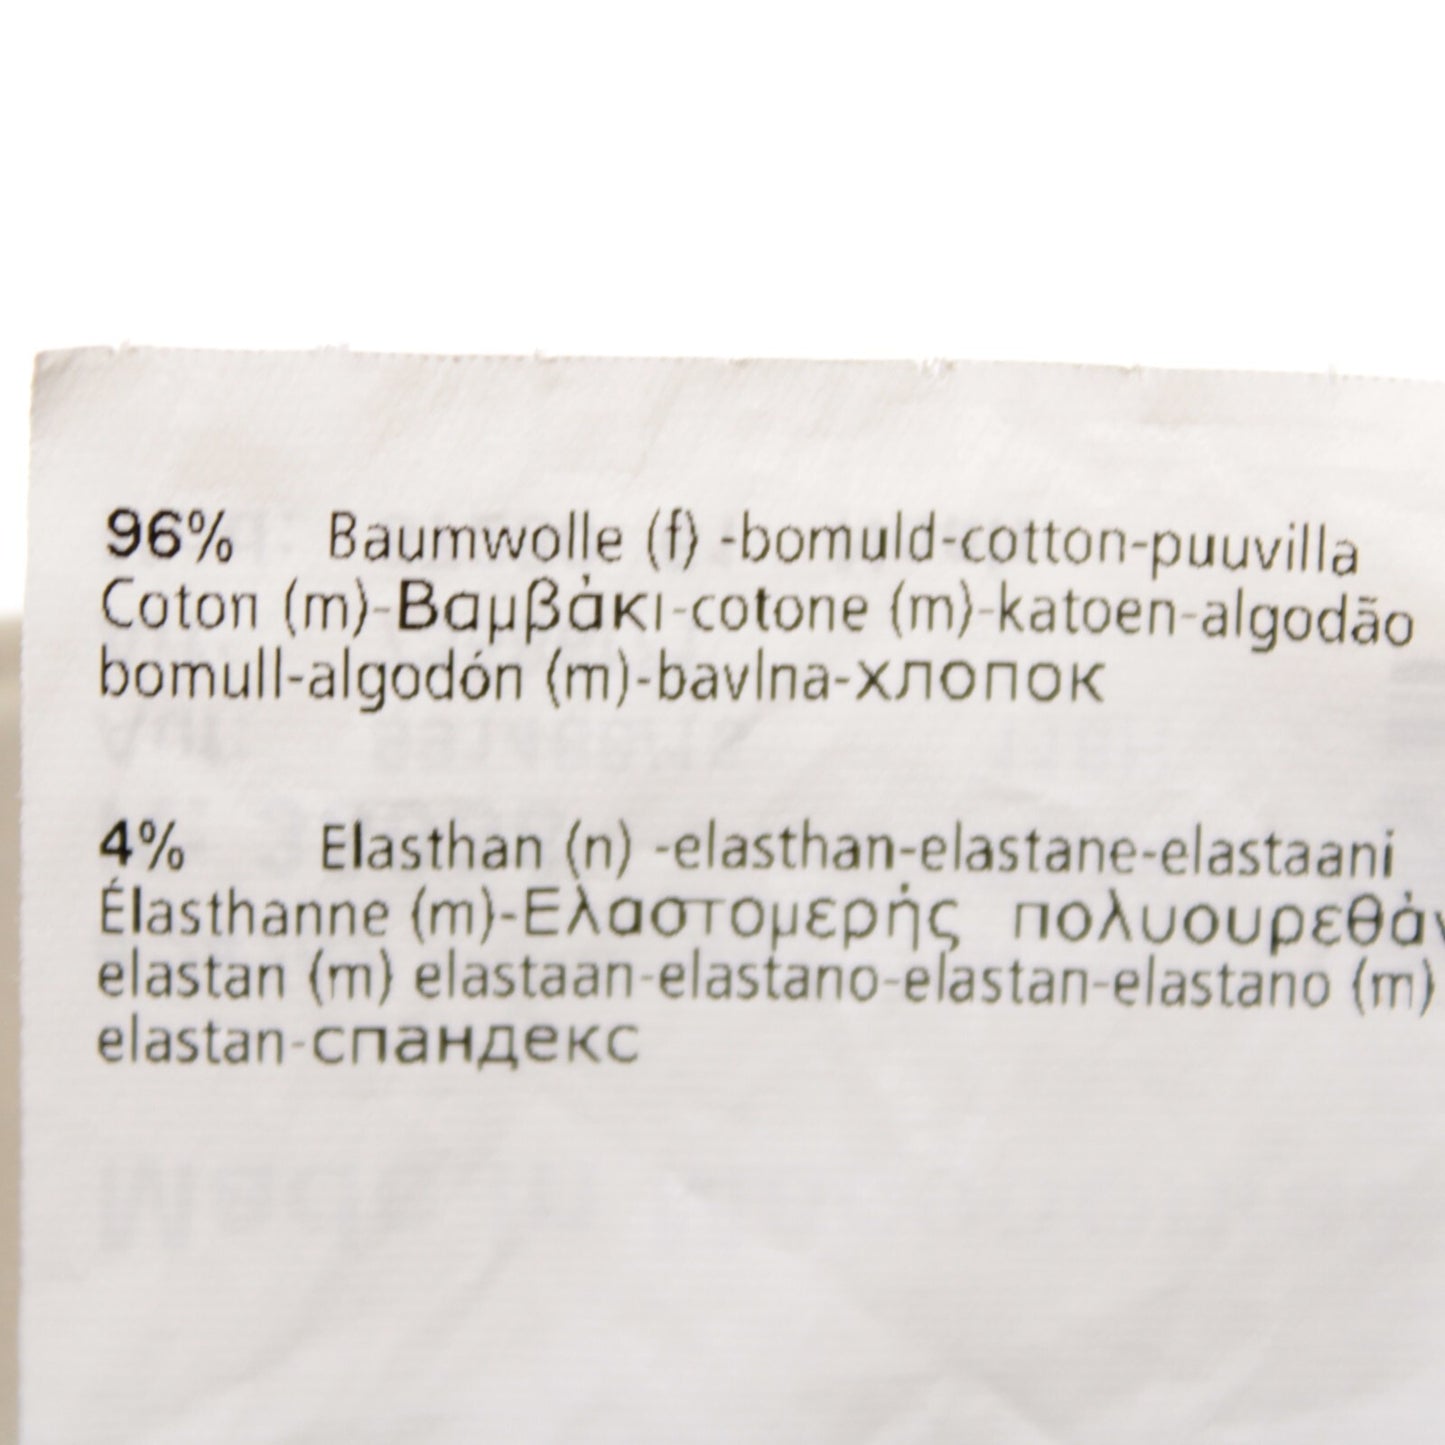 96% Baumwolle (f) -bomuld-cotton-puuvilla
Coton (m)-Βαμβάκι-cotone (m)-katoen-algodão
bomull-algodón (m)-bavlna-хлопок
4% Elasthan (n) -elasthan-elastane-elastaani
Élasthanne (m)-Ελαστομερής πολυουρεθάν
elastan (m) elastaan-elastano-elastan-elastano (m)
elastan-спандекс